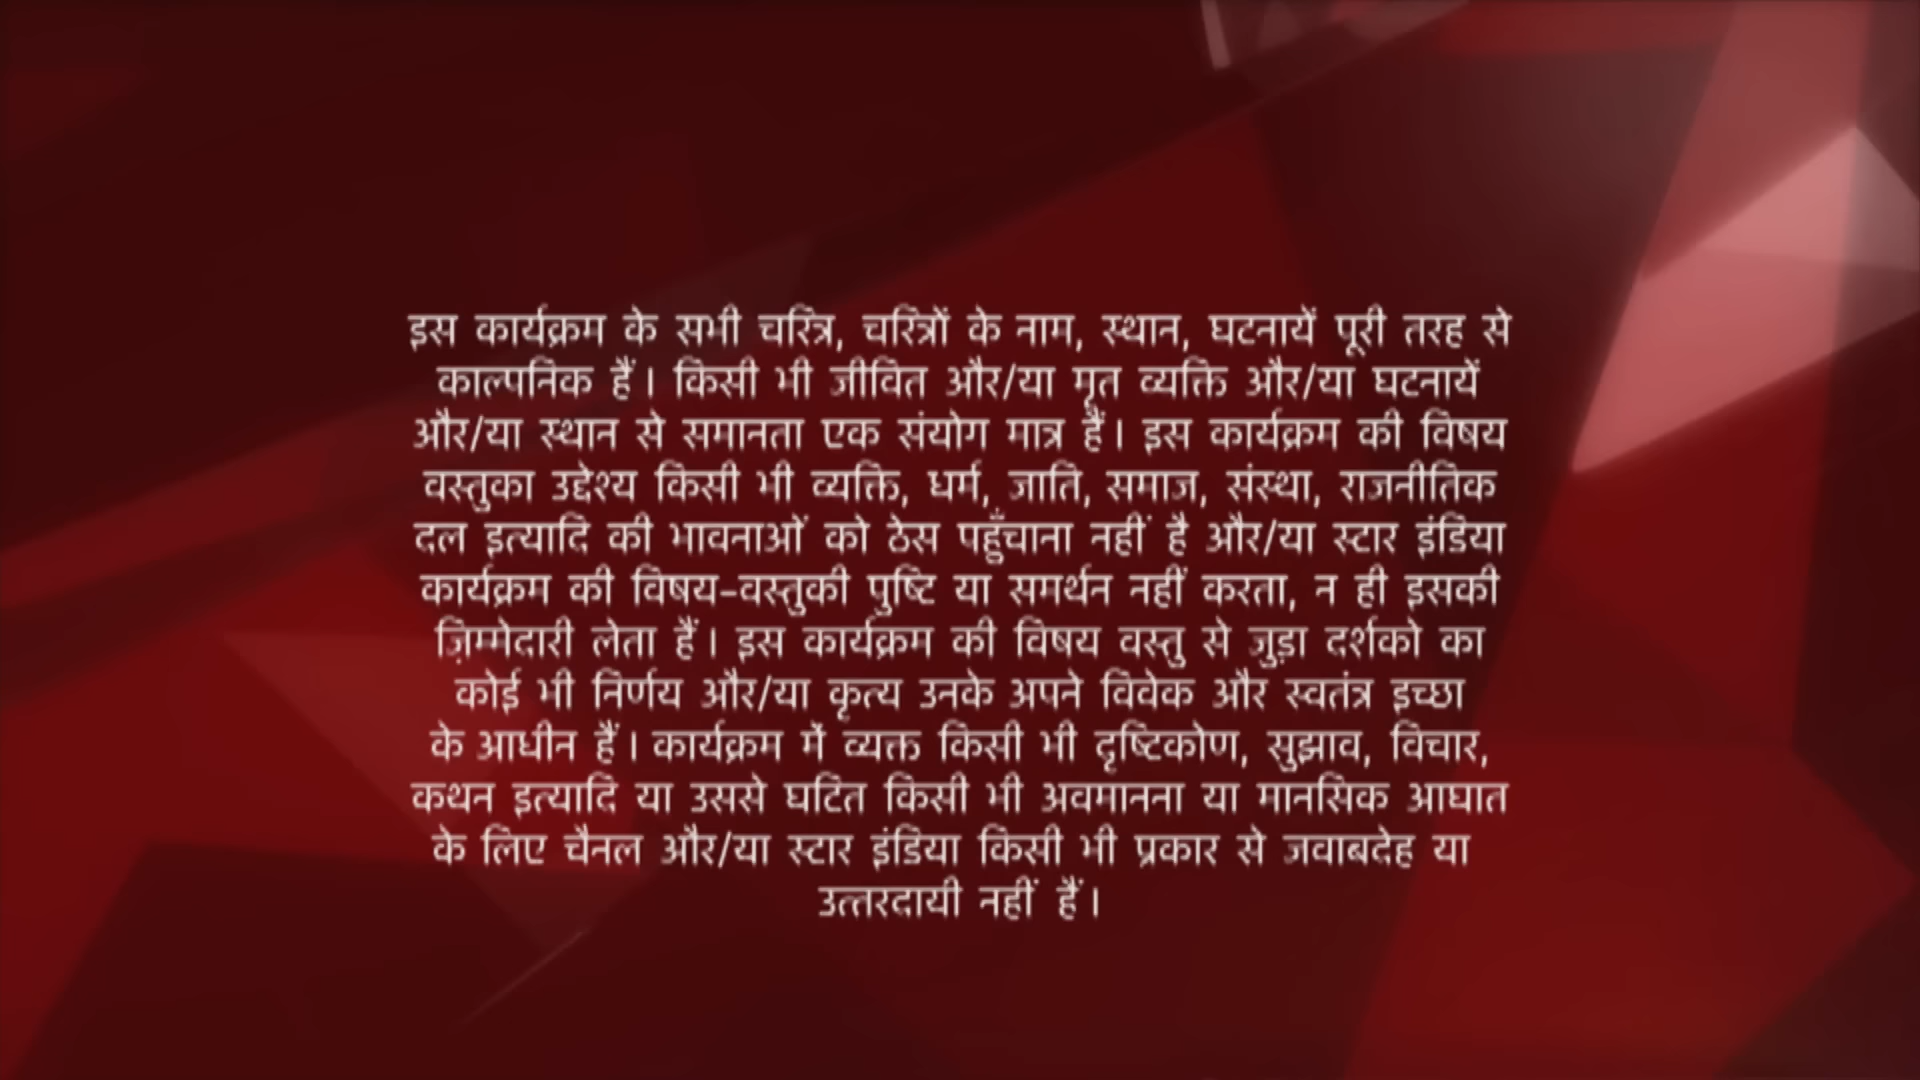 इस कार्यक्रम के सभी चरित्र, चरित्रों के नाम, स्थान, घटनायें पूरी तरह से
काल्पनिक हैं। किसी भी जीवित और/या मृत व्यक्ति और/या घटनायें
और/या स्थान से समानता एक संयोग मात्र हैं। इस कार्यक्रम की विषय
वस्तुका उद्देश्य किसी भी व्यक्ति, धर्म, जाति, समाज, संस्था, राजनीतिक
दल इत्यादि की भावनाओं को ठेस पहुँचाना नहीं है और/या स्टार इंडिया
कार्यक्रम की विषय-वस्तुकी पुष्टि या समर्थन नहीं करता, न ही इसकी
ज़िम्मेदारी लेता हैं। इस कार्यक्रम की विषय वस्तु से जुड़ा दर्शको का
कोई भी निर्णय और/या कृत्य उनके अपने विवेक और स्वतंत्र इच्छा
के आधीन हैं। कार्यक्रम में व्यक्त किसी भी दृष्टिकोण, सुझाव, विचार,
कथन इत्यादि या उससे घटित किसी भी अवमानना या मानसिक आघात
के लिए चैनल और/या स्टार इंडिया किसी भी प्रकार से जवाबदेह या
उत्तरदायी नहीं हैं।